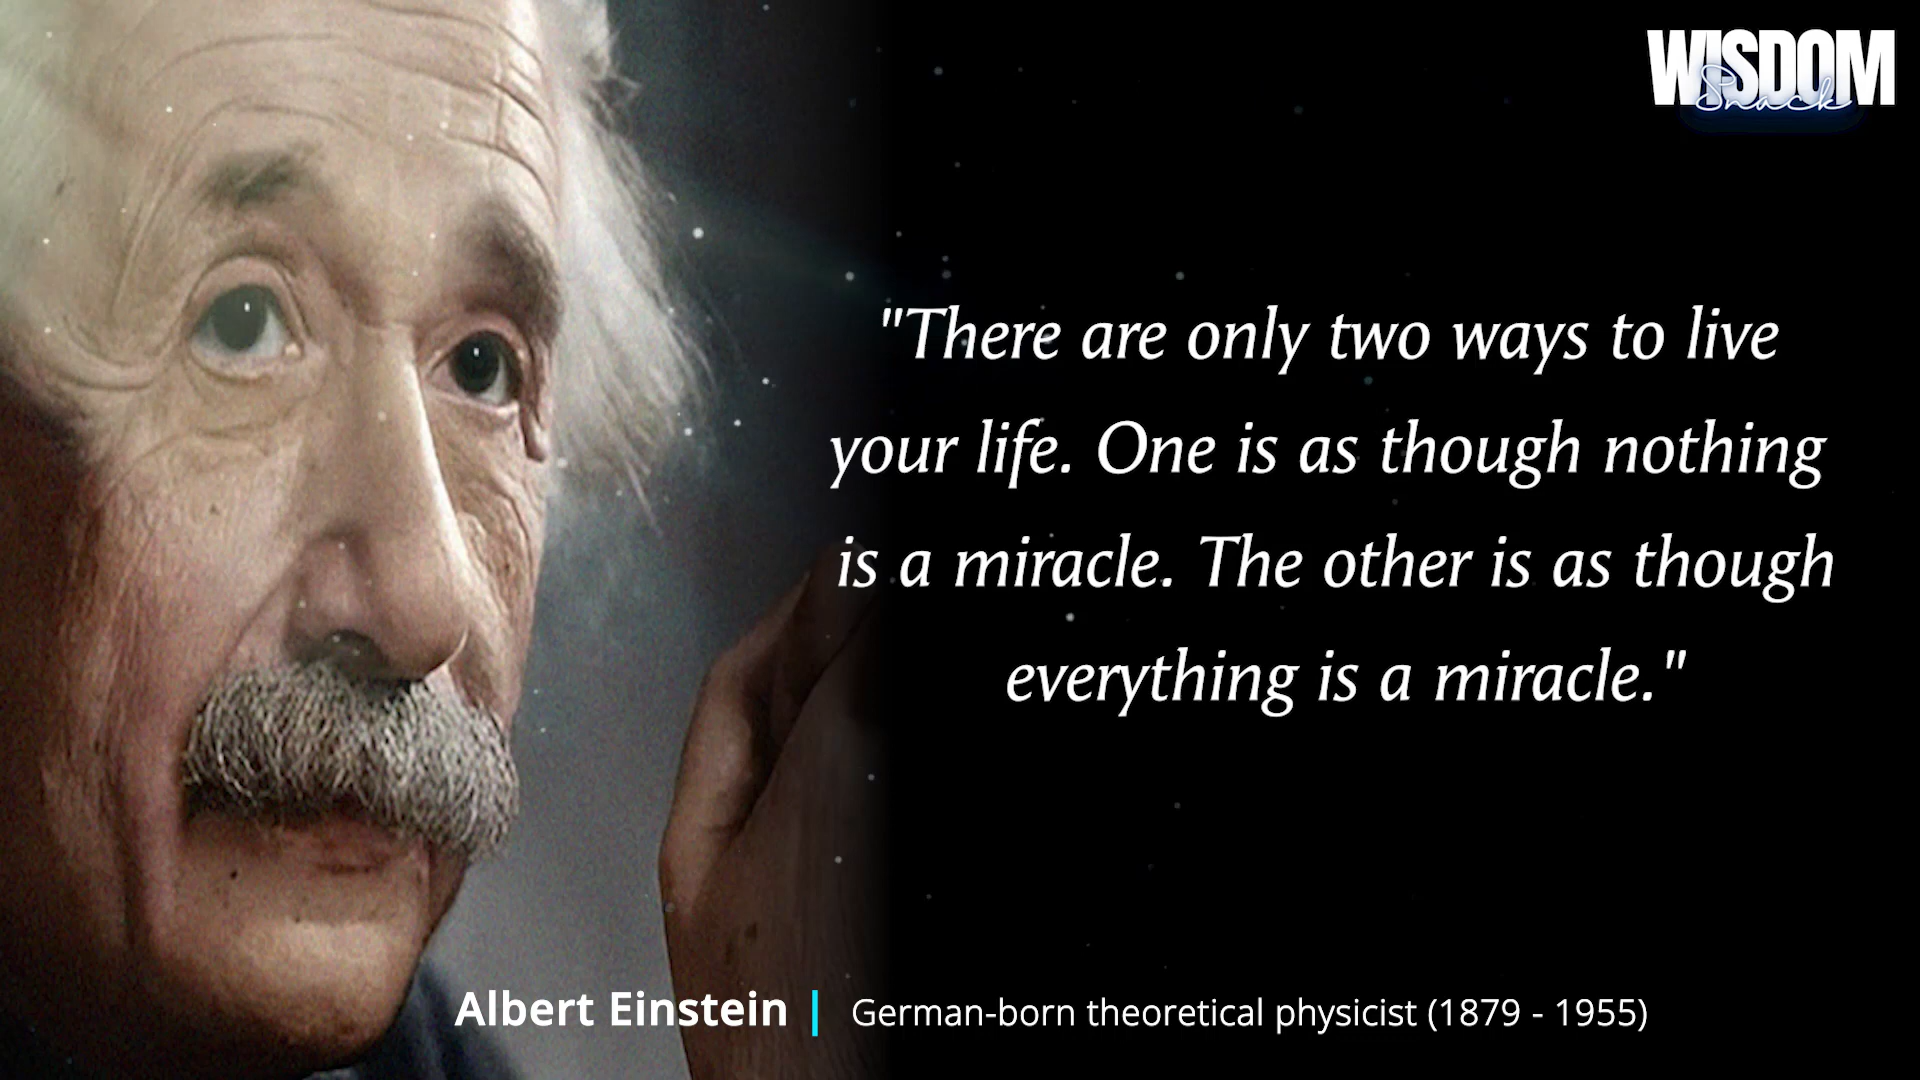 WISDOM
Snack
"There are only two ways to live
your life. One is as though nothing
is a miracle. The other is as though
everything is a miracle."
Albert Einstein | German-born theoretical physicist (1879 - 1955)